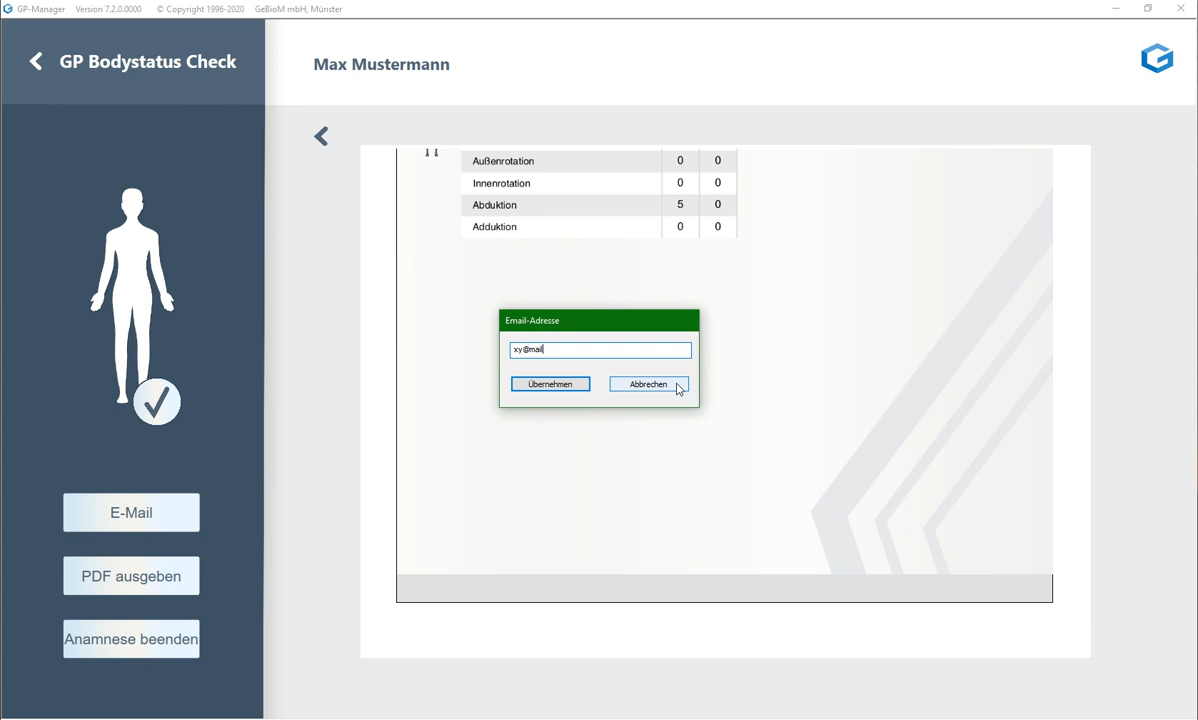 GP-Manager Version 7.2.0.0000 © Copyright 1996-2020 GeBioM mbH, Münster
GP Bodystatus Check
Max Mustermann
Außenrotation 0 0
Innenrotation 0 0
Abduktion 5 0
Adduktion 0 0
Email-Adresse
xy@mail
Übernehmen Abbrechen
E-Mail
PDF ausgeben
Anamnese beenden